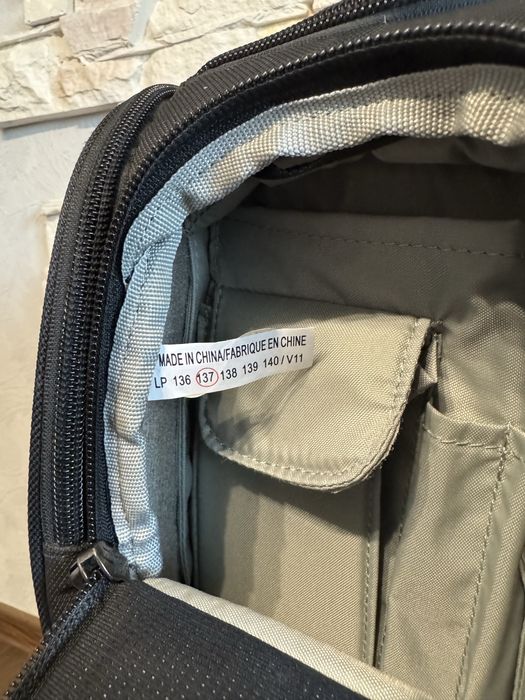 MADE IN CHINA/FABRIQUE EN CHINE
LP 136 137 138 139 140 / V11